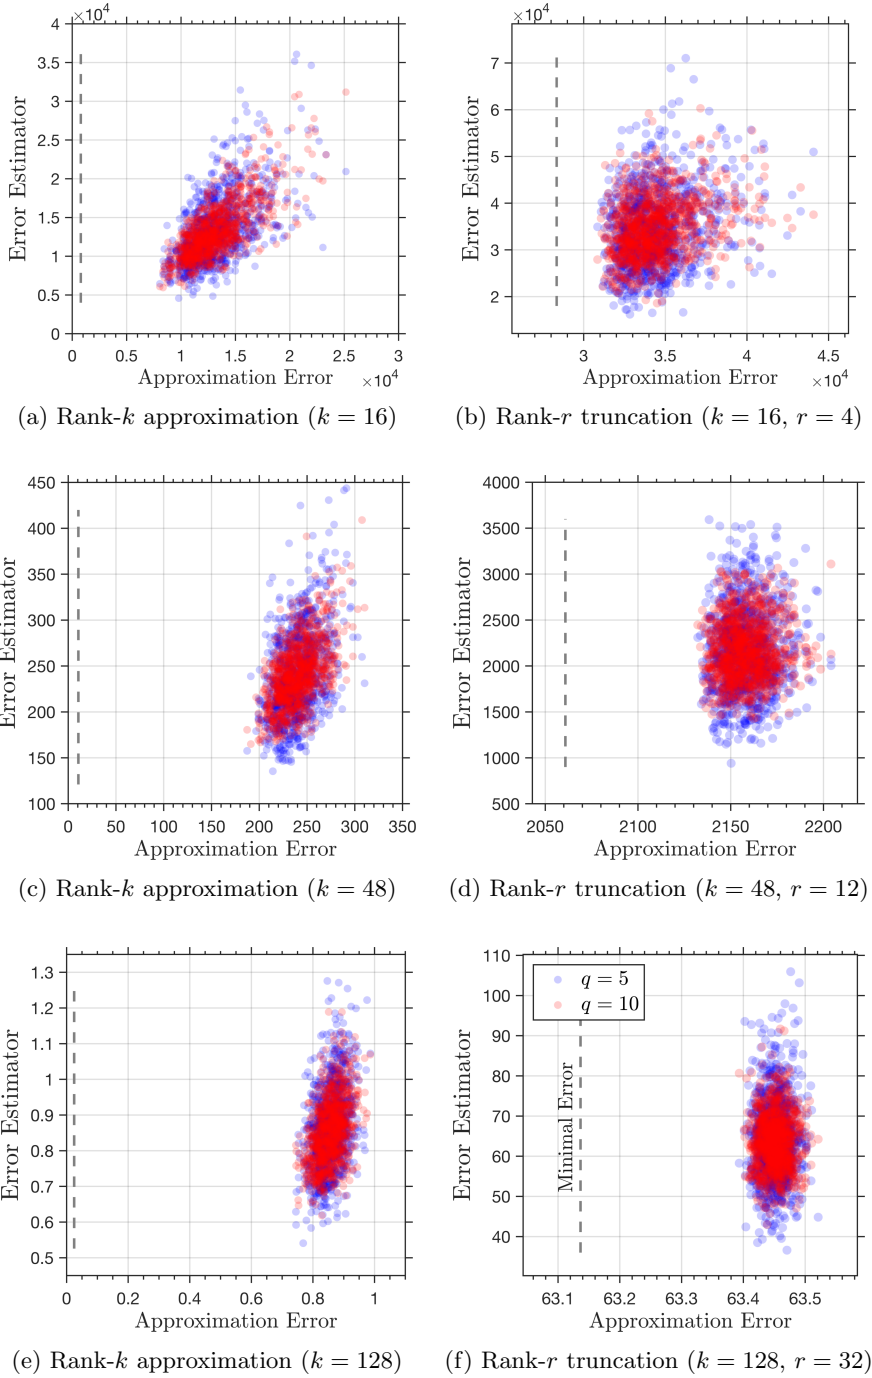 ×10⁴
4
3.5
3
2.5
2
1.5
1
0.5
0
Error Estimator
0 0.5 1 1.5 2 2.5 3
Approximation Error ×10⁴
(a) Rank-k approximation (k = 16)
×10⁴
7
6
5
4
3
2
Error Estimator
3 3.5 4 4.5
Approximation Error ×10⁴
(b) Rank-r truncation (k = 16, r = 4)
450
400
350
300
250
200
150
100
Error Estimator
0 50 100 150 200 250 300 350
Approximation Error
(c) Rank-k approximation (k = 48)
4000
3500
3000
2500
2000
1500
1000
500
Error Estimator
2050 2100 2150 2200
Approximation Error
(d) Rank-r truncation (k = 48, r = 12)
1.3
1.2
1.1
1
0.9
0.8
0.7
0.6
0.5
Error Estimator
0 0.2 0.4 0.6 0.8 1
Approximation Error
(e) Rank-k approximation (k = 128)
110
100
90
80
70
60
50
40
Error Estimator
q = 5
q = 10
Minimal Error
63.1 63.2 63.3 63.4 63.5
Approximation Error
(f) Rank-r truncation (k = 128, r = 32)